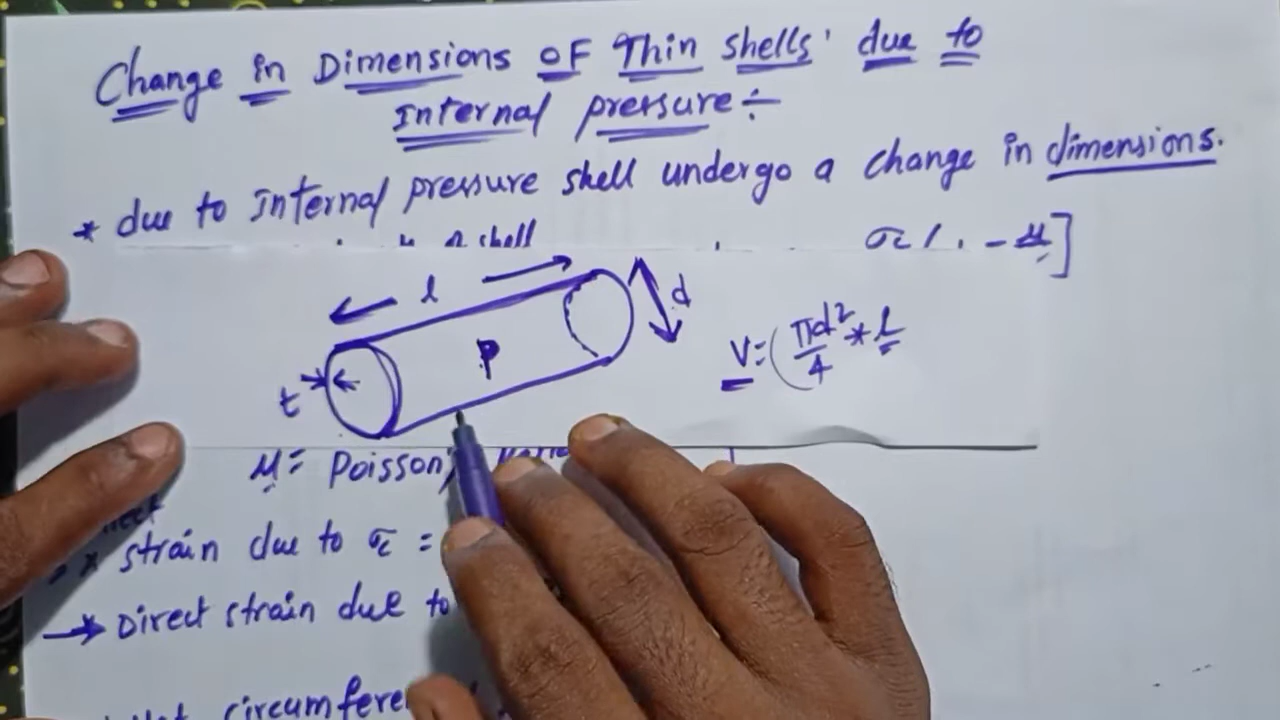 Change in Dimensions OF Thin shells' due to
Internal pressure ÷
* due to Internal pressure shell undergo a change in dimensions.
shell
- μ]
l
d
P
t
V = (πd²/4 * l
μ = Poisson
* strain due to σc =
→ Direct strain due to